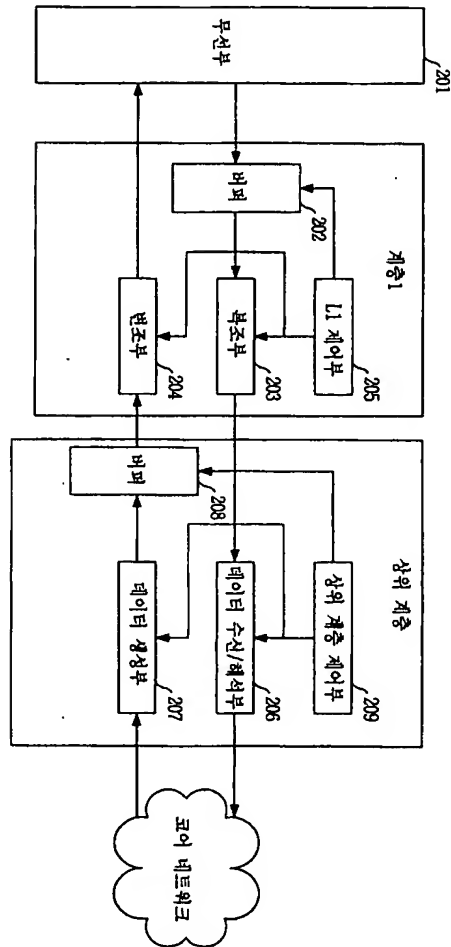 무선부
201
계층1
버퍼
202
변조부
204
복조부
203
L1 제어부
205
상위 계층
버퍼
208
데이터 생성부
207
데이터 수신/해석부
206
상위 계층 제어부
209
코어 네트워크